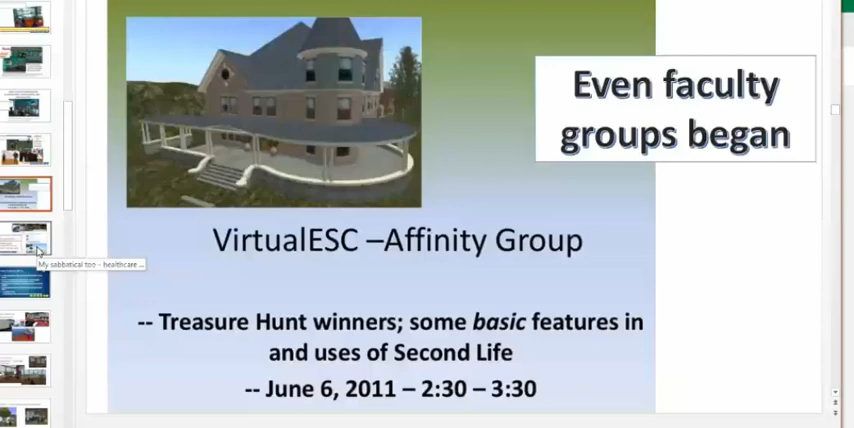 Even faculty
groups began
VirtualESC –Affinity Group
My sabbatical too – healthcare ...
-- Treasure Hunt winners; some basic features in
and uses of Second Life
-- June 6, 2011 – 2:30 – 3:30